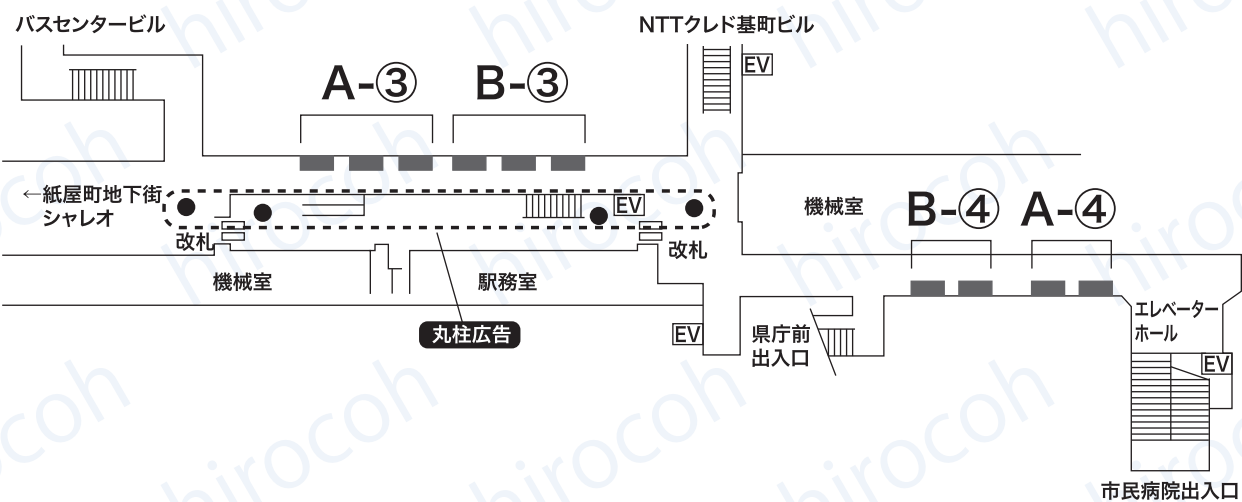 バスセンタービル
NTTクレド基町ビル
EV
A-③
B-③
←紙屋町地下街
シャレオ
EV
機械室
B-④
A-④
改札
改札
機械室
駅務室
丸柱広告
EV
県庁前
出入口
エレベーター
ホール
EV
市民病院出入口
hirocoh